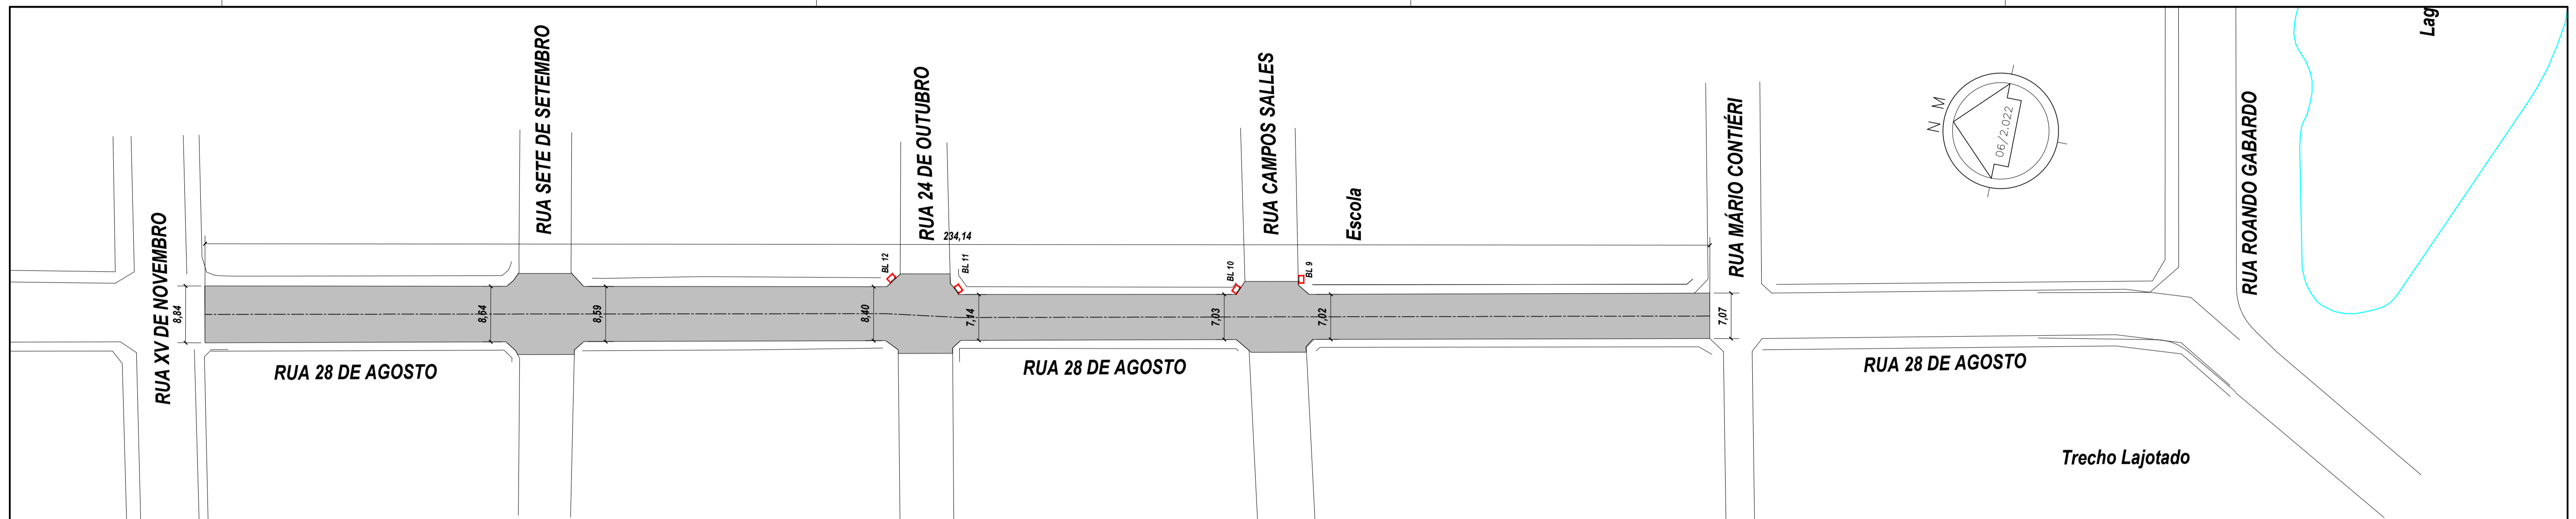 RUA XV DE NOVEMBRO
RUA SETE DE SETEMBRO
RUA 24 DE OUTUBRO
RUA CAMPOS SALLES
Escola
RUA MÁRIO CONTIÉRI
N M
06/2.022
RUA ROANDO GABARDO
Lag
234,14
BL 12
BL 11
BL 10
BL 9
8,84
8,64
8,59
8,40
7,14
7,03
7,02
7,07
RUA 28 DE AGOSTO
RUA 28 DE AGOSTO
RUA 28 DE AGOSTO
Trecho Lajotado